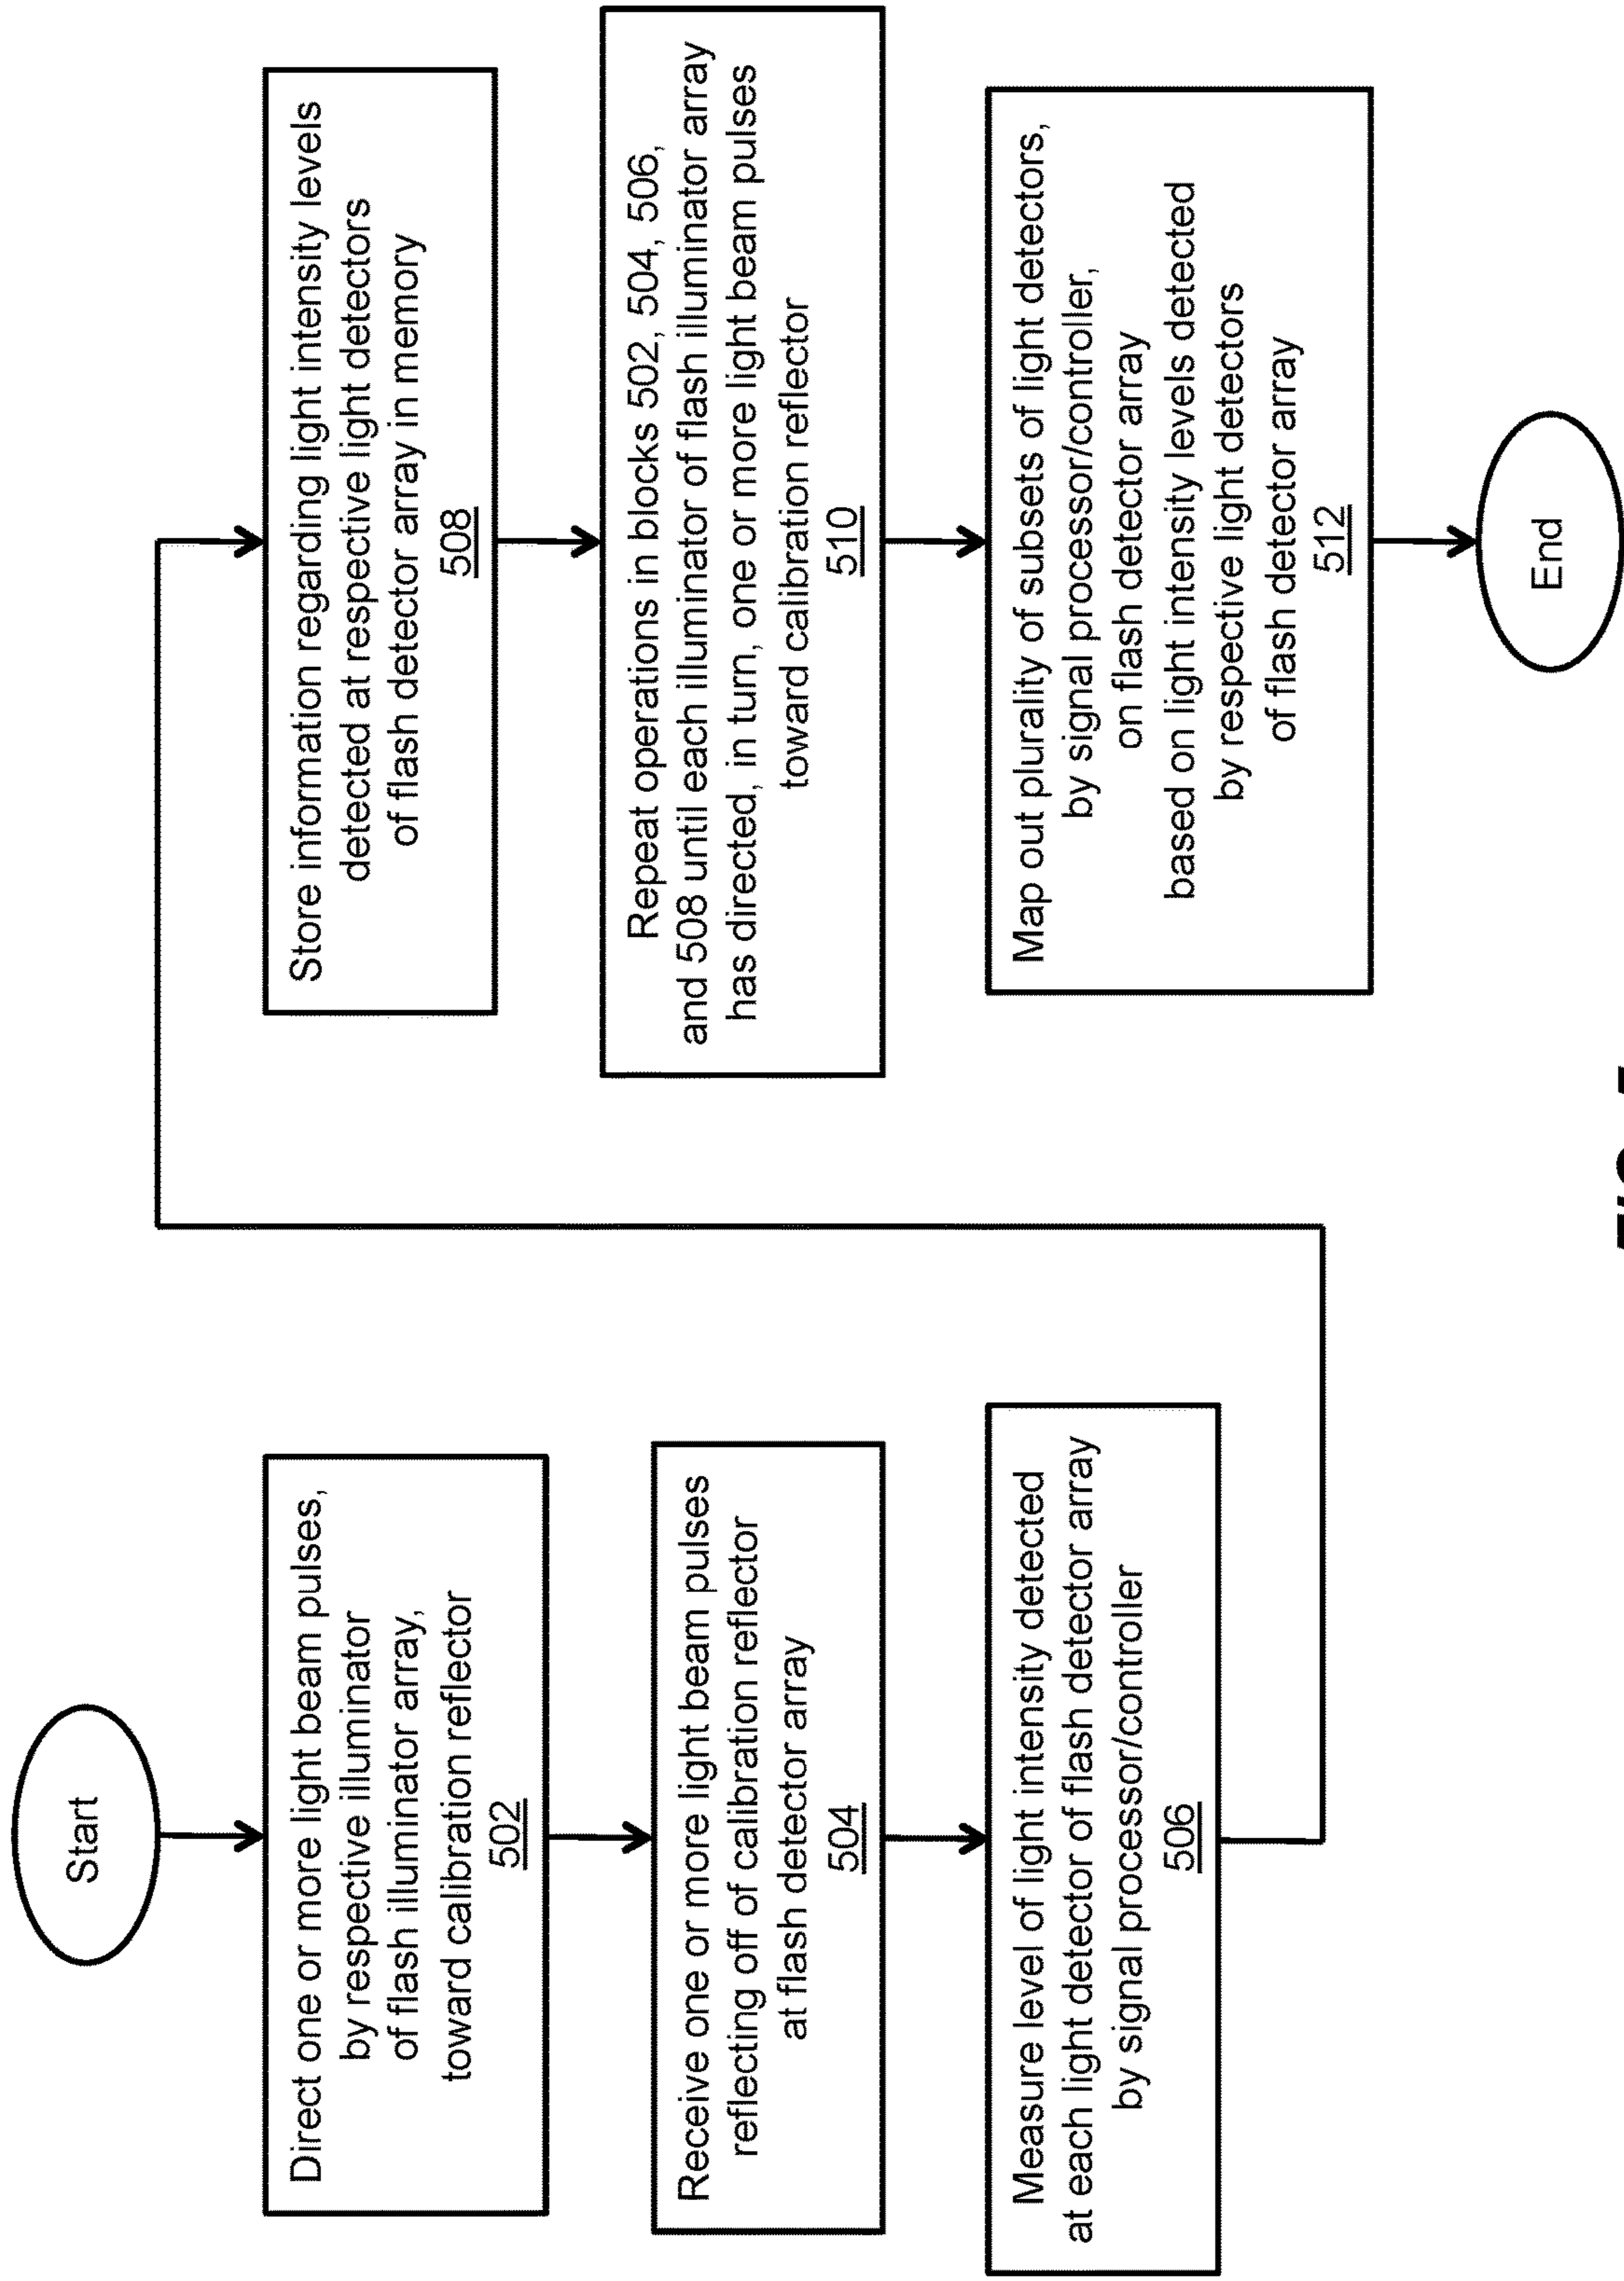 Start
Direct one or more light beam pulses,
by respective illuminator
of flash illuminator array,
toward calibration reflector
502
Receive one or more light beam pulses
reflecting off of calibration reflector
at flash detector array
504
Measure level of light intensity detected
at each light detector of flash detector array
by signal processor/controller
506
Store information regarding light intensity levels
detected at respective light detectors
of flash detector array in memory
508
Repeat operations in blocks 502, 504, 506,
and 508 until each illuminator of flash illuminator array
has directed, in turn, one or more light beam pulses
toward calibration reflector
510
Map out plurality of subsets of light detectors,
by signal processor/controller,
on flash detector array
based on light intensity levels detected
by respective light detectors
of flash detector array
512
End